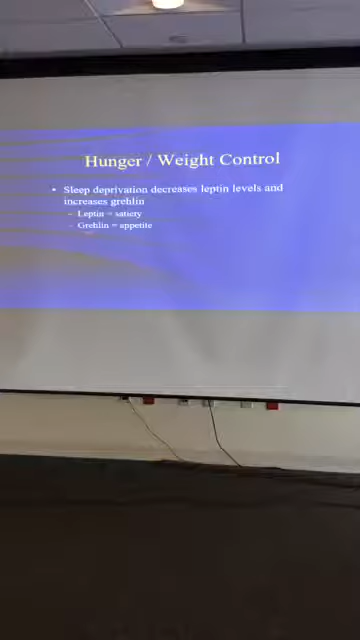 Hunger / Weight Control
• Sleep deprivation decreases leptin levels and
increases grehlin
– Leptin = satiety
– Grehlin = appetite